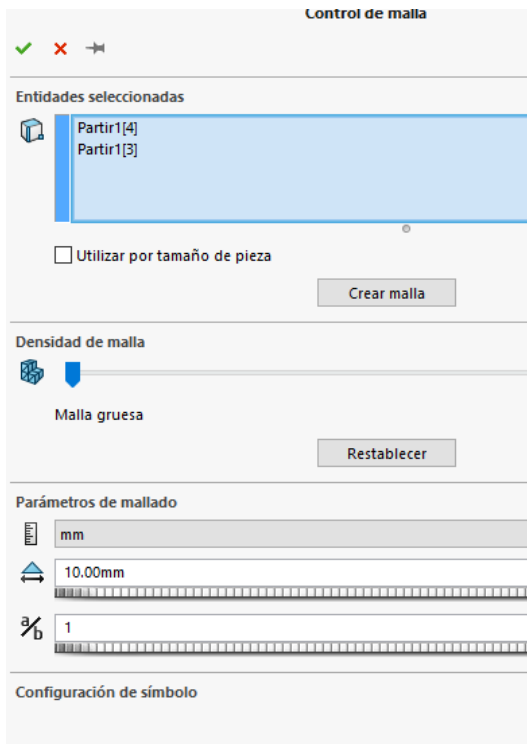 Control de malla
Entidades seleccionadas
Partir1[4]
Partir1[3]
Utilizar por tamaño de pieza
Crear malla
Densidad de malla
Malla gruesa
Restablecer
Parámetros de mallado
mm
10.00mm
a/b
1
Configuración de símbolo